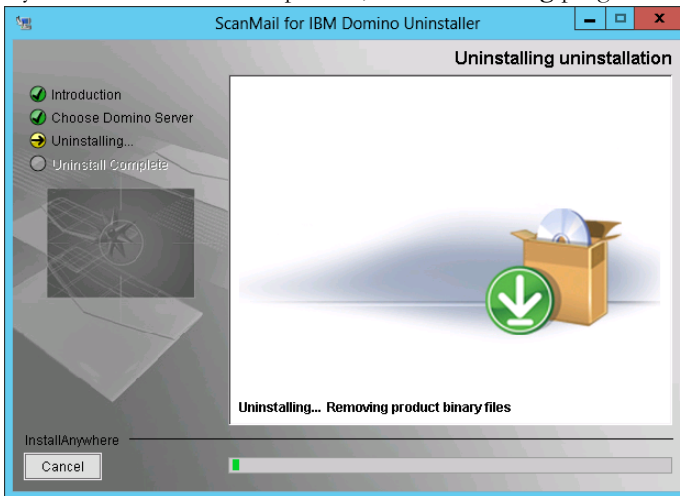 ScanMail for IBM Domino Uninstaller
Uninstalling uninstallation
Introduction
Choose Domino Server
Uninstalling...
Uninstall Complete
Uninstalling... Removing product binary files
InstallAnywhere
Cancel